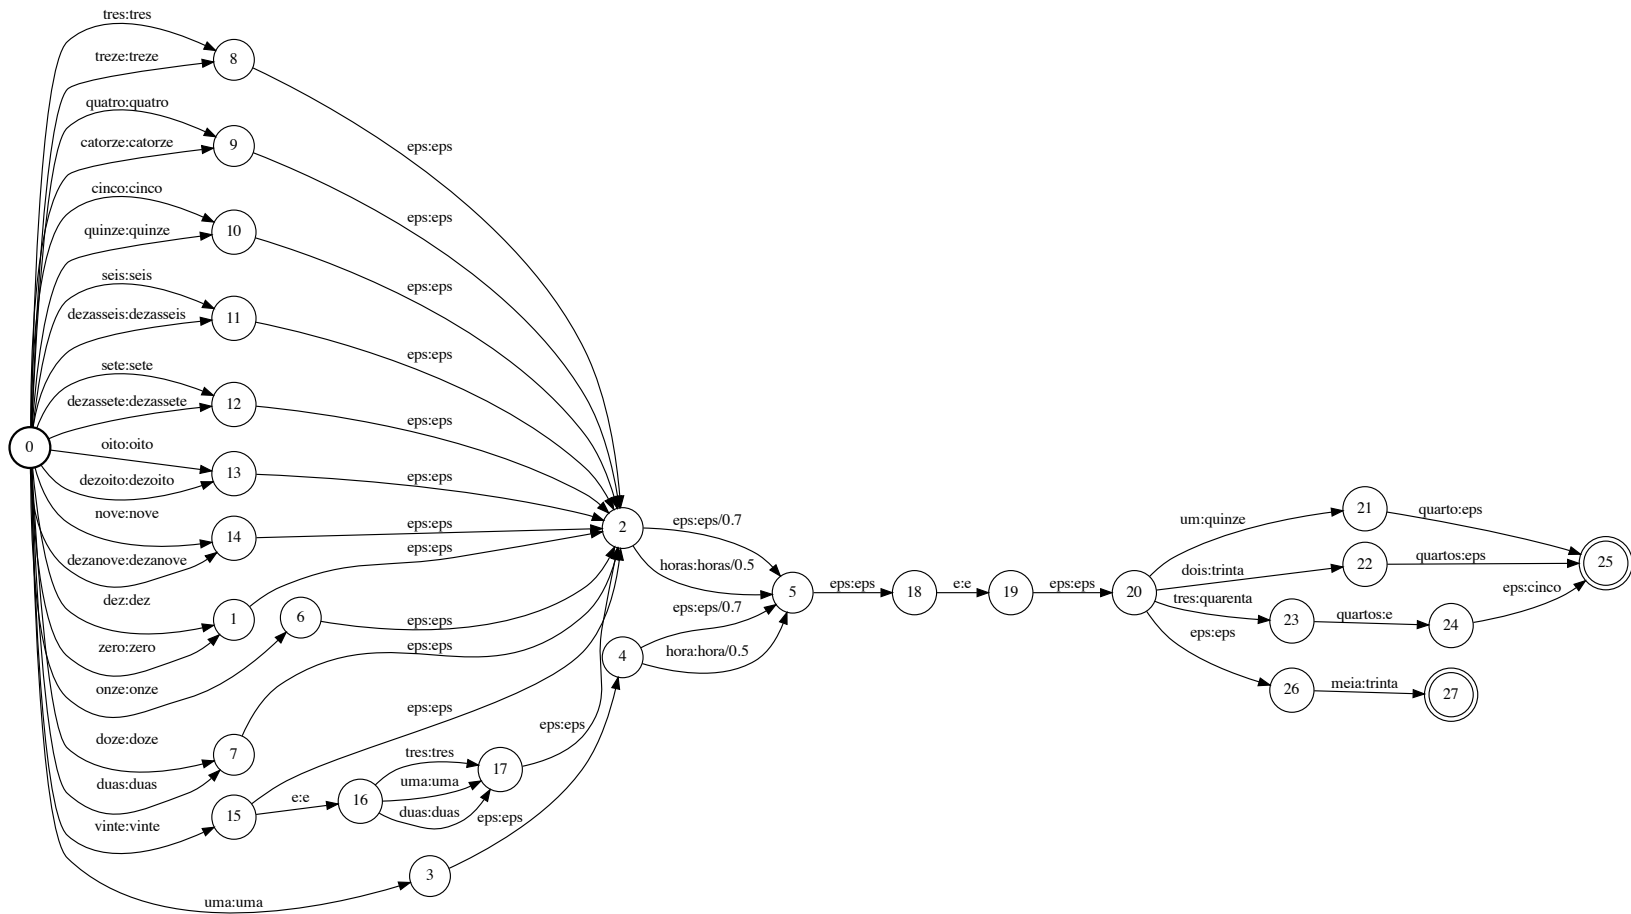 tres:tres
8
treze:treze
quatro:quatro
9
catorze:catorze
eps:eps
cinco:cinco
10
quinze:quinze
eps:eps
seis:seis
11
dezasseis:dezasseis
eps:eps
sete:sete
12
dezassete:dezassete
eps:eps
0
oito:oito
13
dezoito:dezoito
eps:eps
nove:nove
14
dezanove:dezanove
eps:eps
eps:eps
dez:dez
1
zero:zero
6
eps:eps
onze:onze
eps:eps
doze:doze
7
duas:duas
eps:eps
vinte:vinte
15
e:e
16
tres:tres
uma:uma
duas:duas
17
eps:eps
eps:eps
uma:uma
3
eps:eps
2
eps:eps/0.7
horas:horas/0.5
4
eps:eps/0.7
hora:hora/0.5
5
eps:eps
18
e:e
19
eps:eps
20
um:quinze
21
quarto:eps
dois:trinta
22
quartos:eps
25
tres:quarenta
23
quartos:e
24
eps:cinco
eps:eps
26
meia:trinta
27